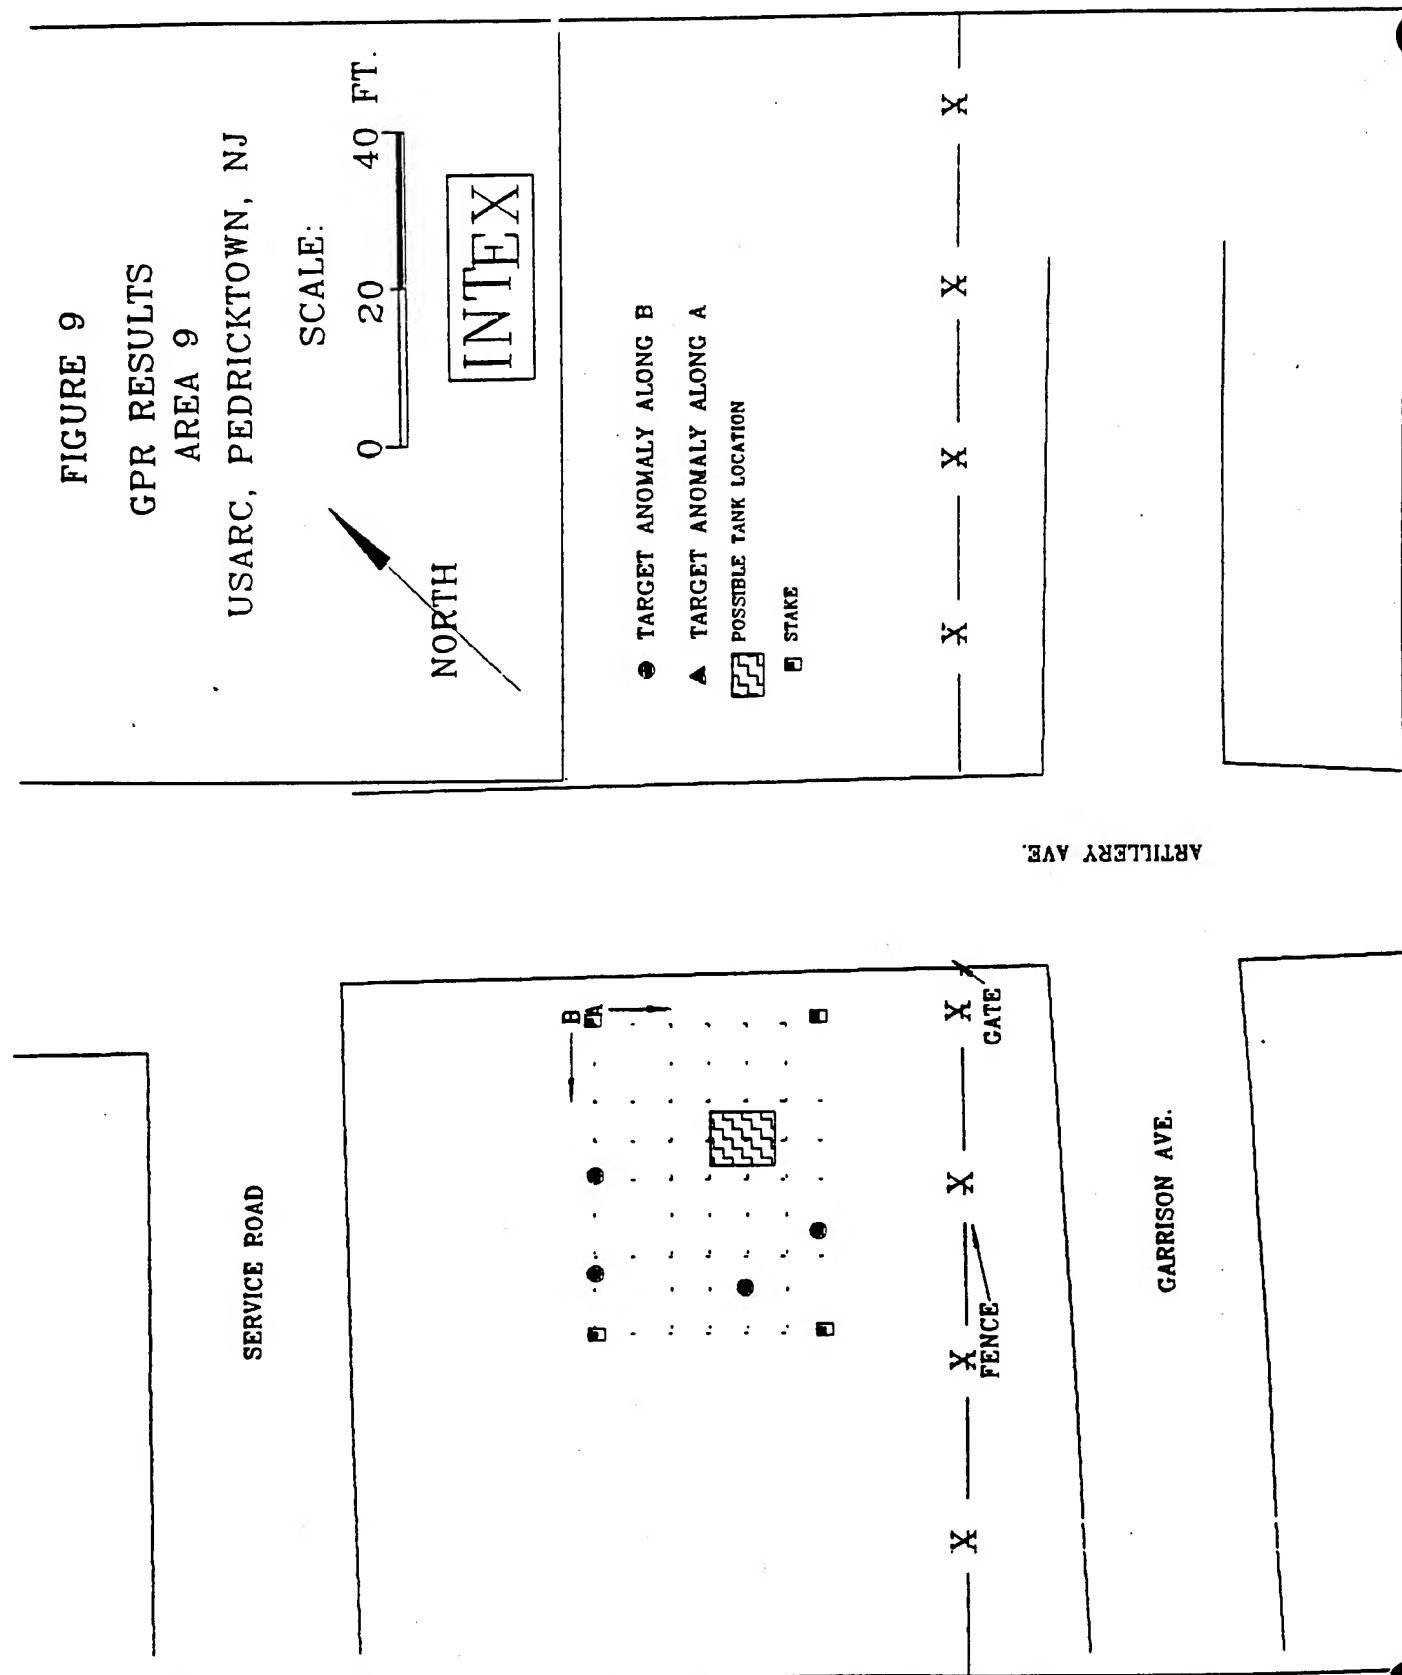 FIGURE 9
GPR RESULTS
AREA 9
USARC, PEDRICKTOWN, NJ
SCALE:
0 20 40 FT.
INTEX
NORTH
TARGET ANOMALY ALONG B
TARGET ANOMALY ALONG A
POSSIBLE TANK LOCATION
STAKE
X X X X
ARTILLERY AVE.
SERVICE ROAD
B
A
X X X X
GATE
FENCE
GARRISON AVE.